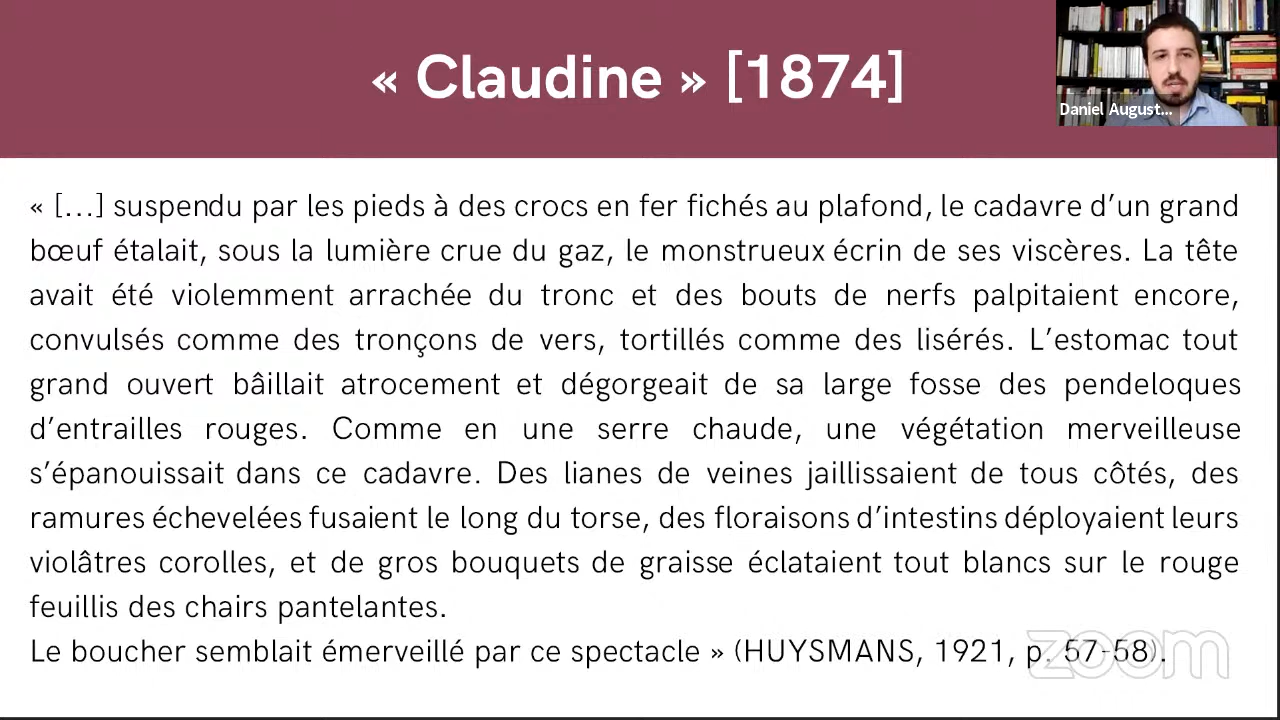 « Claudine » [1874]
Daniel August...
« [...] suspendu par les pieds à des crocs en fer fichés au plafond, le cadavre d’un grand
bœuf étalait, sous la lumière crue du gaz, le monstrueux écrin de ses viscères. La tête
avait été violemment arrachée du tronc et des bouts de nerfs palpitaient encore,
convulsés comme des tronçons de vers, tortillés comme des lisérés. L’estomac tout
grand ouvert bâillait atrocement et dégorgeait de sa large fosse des pendeloques
d’entrailles rouges. Comme en une serre chaude, une végétation merveilleuse
s’épanouissait dans ce cadavre. Des lianes de veines jaillissaient de tous côtés, des
ramures échevelées fusaient le long du torse, des floraisons d’intestins déployaient leurs
violâtres corolles, et de gros bouquets de graisse éclataient tout blancs sur le rouge
feuillis des chairs pantelantes.
Le boucher semblait émerveillé par ce spectacle » (HUYSMANS, 1921, p. 57-58).
zoom